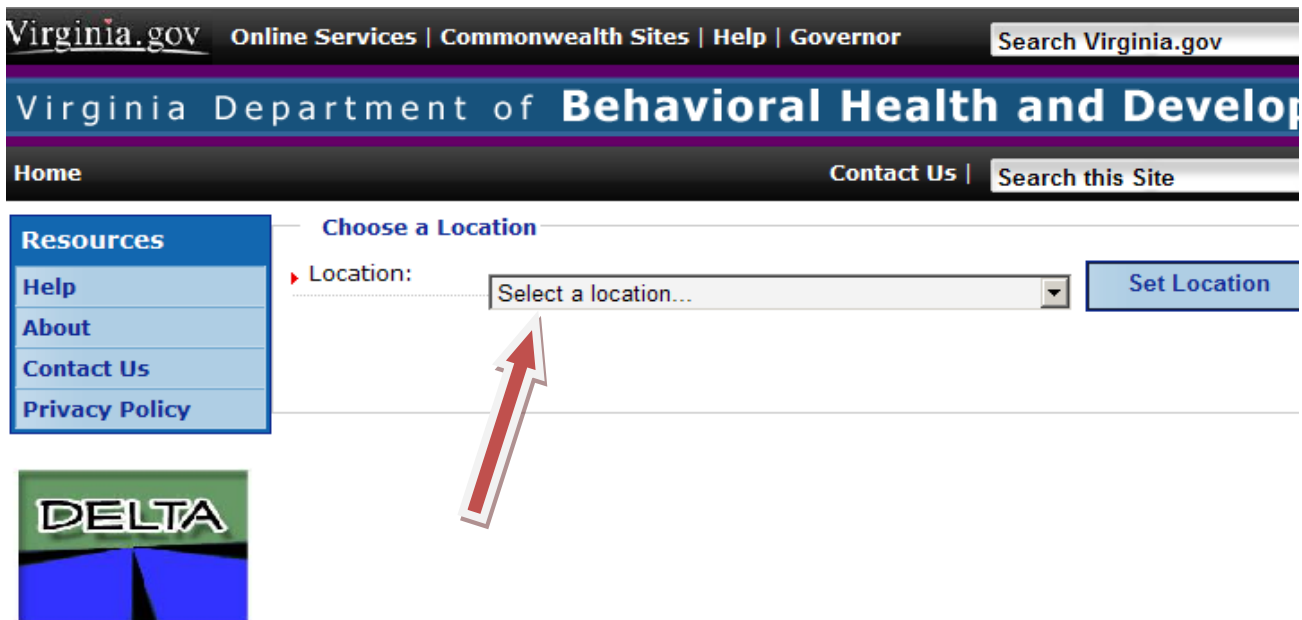 Virginia.gov Online Services | Commonwealth Sites | Help | Governor Search Virginia.gov
Virginia Department of Behavioral Health and Develop
Home Contact Us | Search this Site
Resources
Help
About
Contact Us
Privacy Policy
Choose a Location
Location: Select a location... Set Location
DELTA